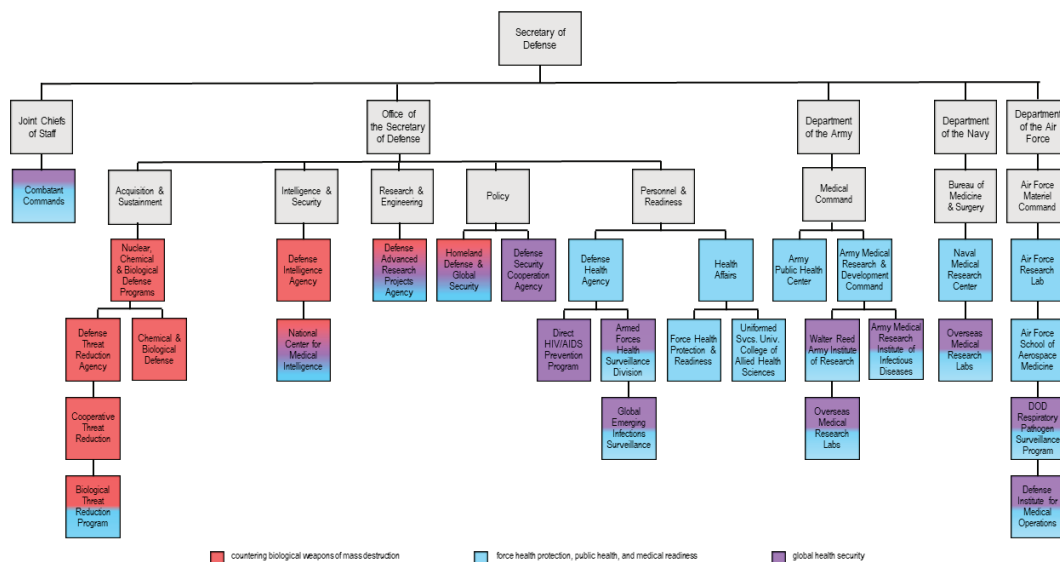 Secretary of
Defense
Joint Chiefs
of Staff
Office of
the Secretary
of Defense
Department
of the Army
Department
of the Navy
Department
of the Air
Force
Combatant
Commands
Acquisition &
Sustainment
Intelligence &
Security
Research &
Engineering
Policy
Personnel &
Readiness
Medical
Command
Bureau of
Medicine
& Surgery
Air Force
Materiel
Command
Nuclear,
Chemical
& Biological
Defense
Programs
Defense
Intelligence
Agency
Defense
Advanced
Research
Projects
Agency
Homeland
Defense &
Global
Security
Defense
Security
Cooperation
Agency
Defense
Health
Agency
Health
Affairs
Army
Public Health
Center
Army Medical
Research &
Development
Command
Naval
Medical
Research
Center
Air Force
Research
Lab
Defense
Threat
Reduction
Agency
Chemical &
Biological
Defense
National
Center for
Medical
Intelligence
Direct
HIV/AIDS
Prevention
Program
Armed
Forces
Health
Surveillance
Division
Force Health
Protection &
Readiness
Uniformed
Svcs. Univ.
College of
Allied Health
Sciences
Walter Reed
Army Institute
of Research
Army Medical
Research
Institute of
Infectious
Diseases
Overseas
Medical
Research
Labs
Air Force
School of
Aerospace
Medicine
Cooperative
Threat
Reduction
Global
Emerging
Infections
Surveillance
Overseas
Medical
Research
Labs
DOD
Respiratory
Pathogen
Surveillance
Program
Biological
Threat
Reduction
Program
Defense
Institute for
Medical
Operations
countering biological weapons of mass destruction
force health protection, public health, and medical readiness
global health security